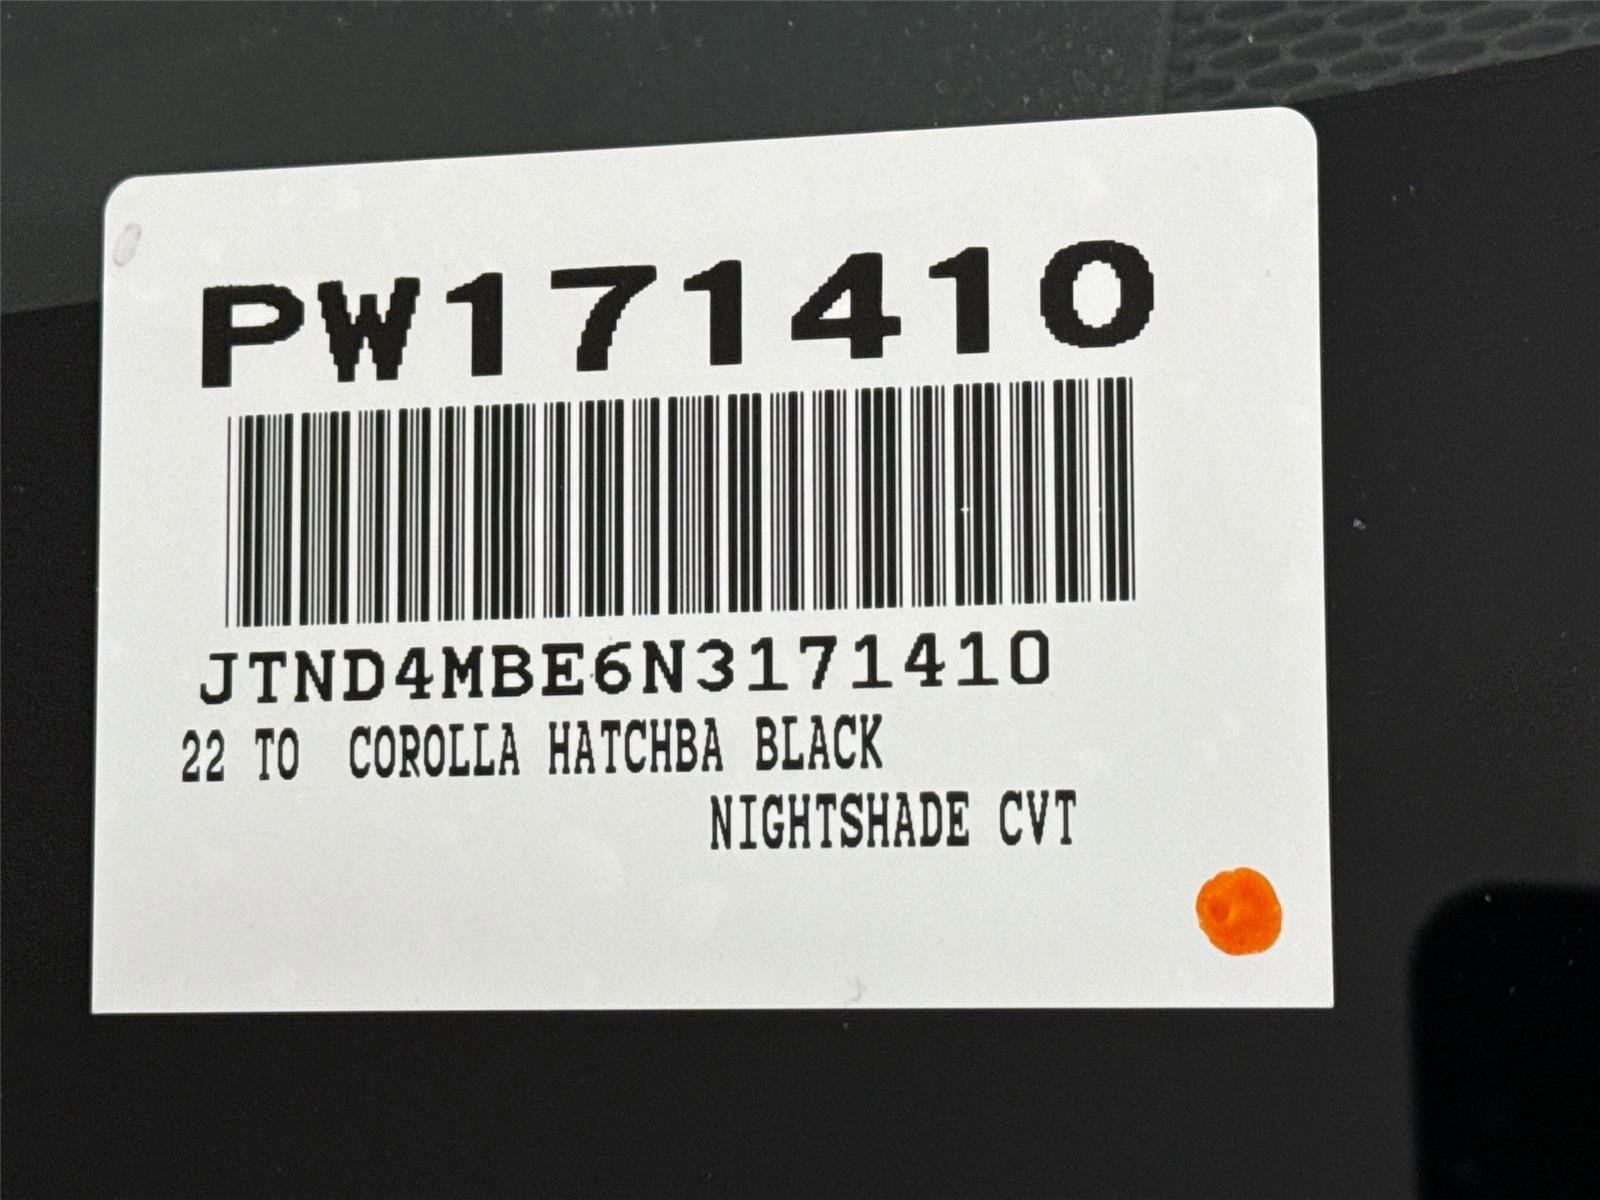 PW171410
JTND4MBE6N3171410
22 TO COROLLA HATCHBA BLACK
NIGHTSHADE CVT